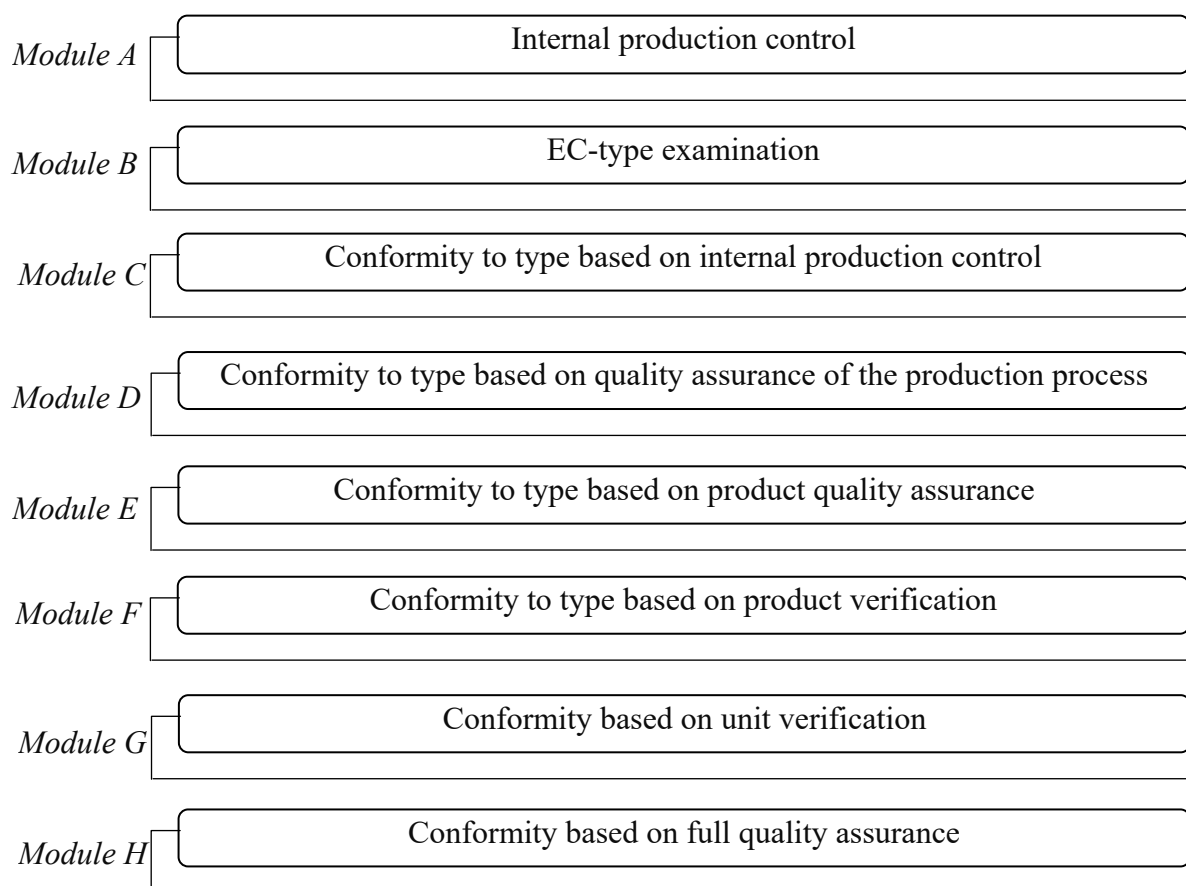 Module A
Internal production control
Module B
EC-type examination
Module C
Conformity to type based on internal production control
Module D
Conformity to type based on quality assurance of the production process
Module E
Conformity to type based on product quality assurance
Module F
Conformity to type based on product verification
Module G
Conformity based on unit verification
Module H
Conformity based on full quality assurance